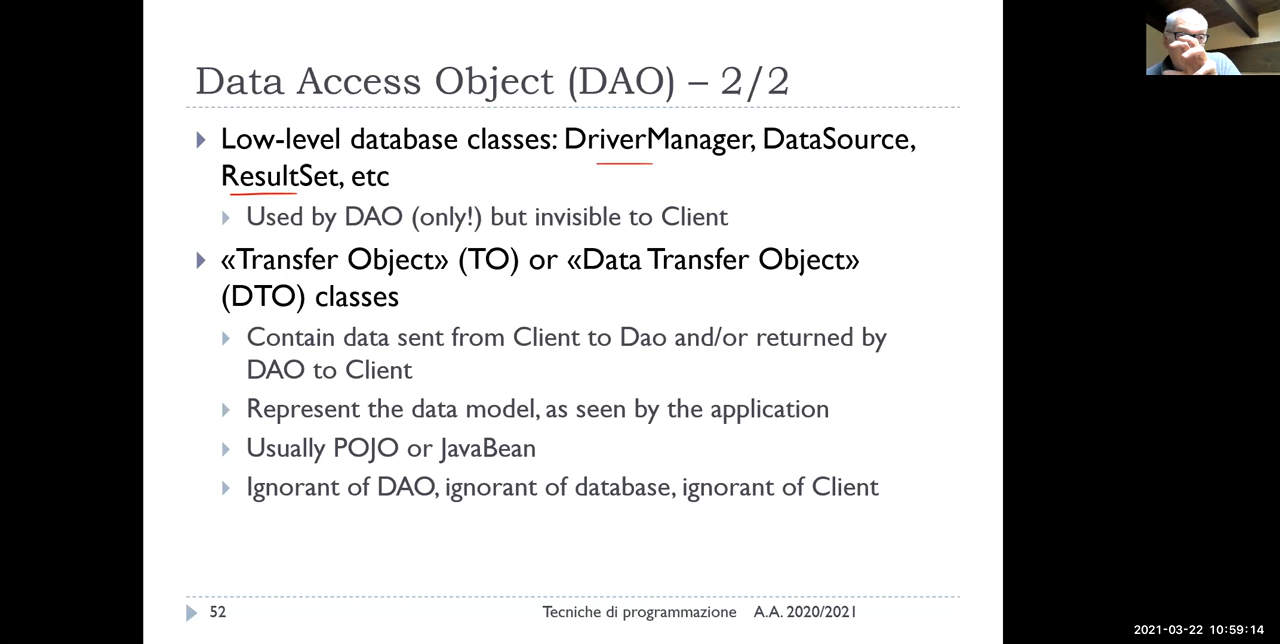 Data Access Object (DAO) – 2/2
Low-level database classes: DriverManager, DataSource,
ResultSet, etc
Used by DAO (only!) but invisible to Client
«Transfer Object» (TO) or «Data Transfer Object»
(DTO) classes
Contain data sent from Client to Dao and/or returned by
DAO to Client
Represent the data model, as seen by the application
Usually POJO or JavaBean
Ignorant of DAO, ignorant of database, ignorant of Client
52 Tecniche di programmazione A.A. 2020/2021
2021-03-22 10:59:14